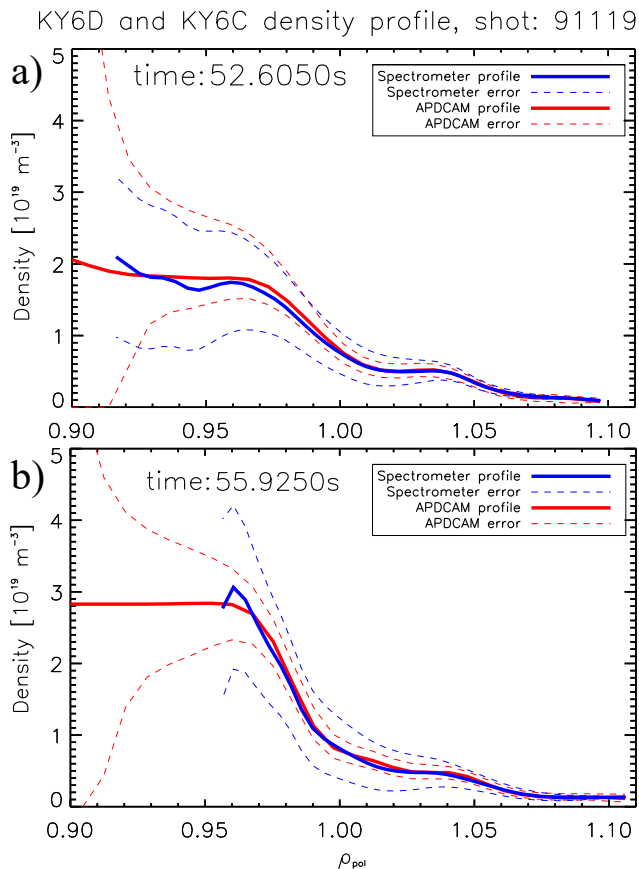 KY6D and KY6C density profile, shot: 91119
a)
time:52.6050s
Spectrometer profile
Spectrometer error
APDCAM profile
APDCAM error
Density [10¹⁹ m⁻³]
5
4
3
2
1
0
0.90 0.95 1.00 1.05 1.10
b)
time:55.9250s
Spectrometer profile
Spectrometer error
APDCAM profile
APDCAM error
Density [10¹⁹ m⁻³]
5
4
3
2
1
0
0.90 0.95 1.00 1.05 1.10
ρpol